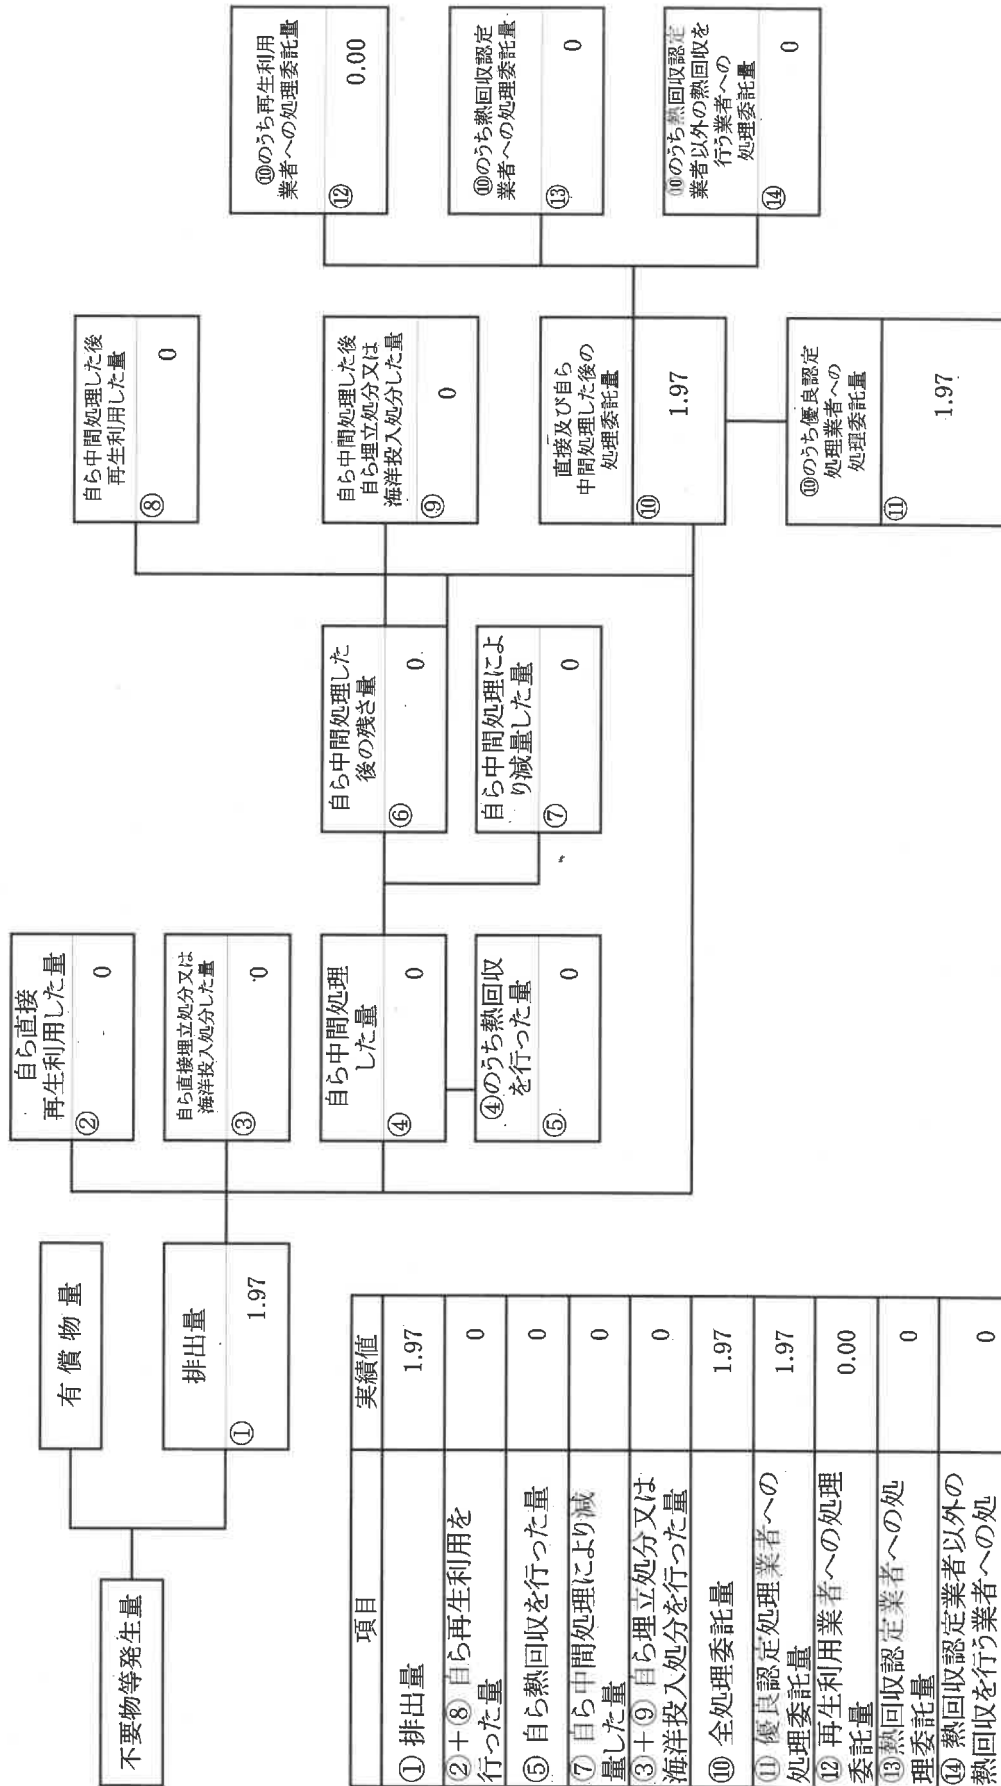 不要物等発生量
有償物量
排出量
①
1.97
自ら直接
再生利用した量
②
0
自ら直接埋立処分又は
海洋投入処分した量
③
0
自ら中間処理
した量
④
0
④のうち熱回収
を行った量
⑤
0
自ら中間処理した
後の残さ量
⑥
0
自ら中間処理によ
り減量した量
⑦
0
自ら中間処理した後
再生利用した量
⑧
0
自ら中間処理した後
自ら埋立処分又は
海洋投入処分した量
⑨
0
直接及び自ら
中間処理した後の
処理委託量
⑩
1.97
⑩のうち優良認定
処理業者への
処理委託量
⑪
1.97
⑩のうち再生利用
業者への処理委託量
⑫
0.00
⑩のうち熱回収認定
業者への処理委託量
⑬
0
⑩のうち熱回収認定
業者以外の熱回収を
行う業者への
処理委託量
⑭
0
項目 実績値
① 排出量 1.97
②＋⑧ 自ら再生利用を
行った量 0
⑤ 自ら熱回収を行った量 0
⑦ 自ら中間処理により減
量した量 0
③＋⑨ 自ら埋立処分又は
海洋投入処分を行った量 0
⑩ 全処理委託量 1.97
⑪ 優良認定処理業者への
処理委託量 1.97
⑫ 再生利用業者への処理
委託量 0.00
⑬熱回収認定業者への処
理委託量 0
⑭ 熱回収認定業者以外の
熱回収を行う業者への処 0